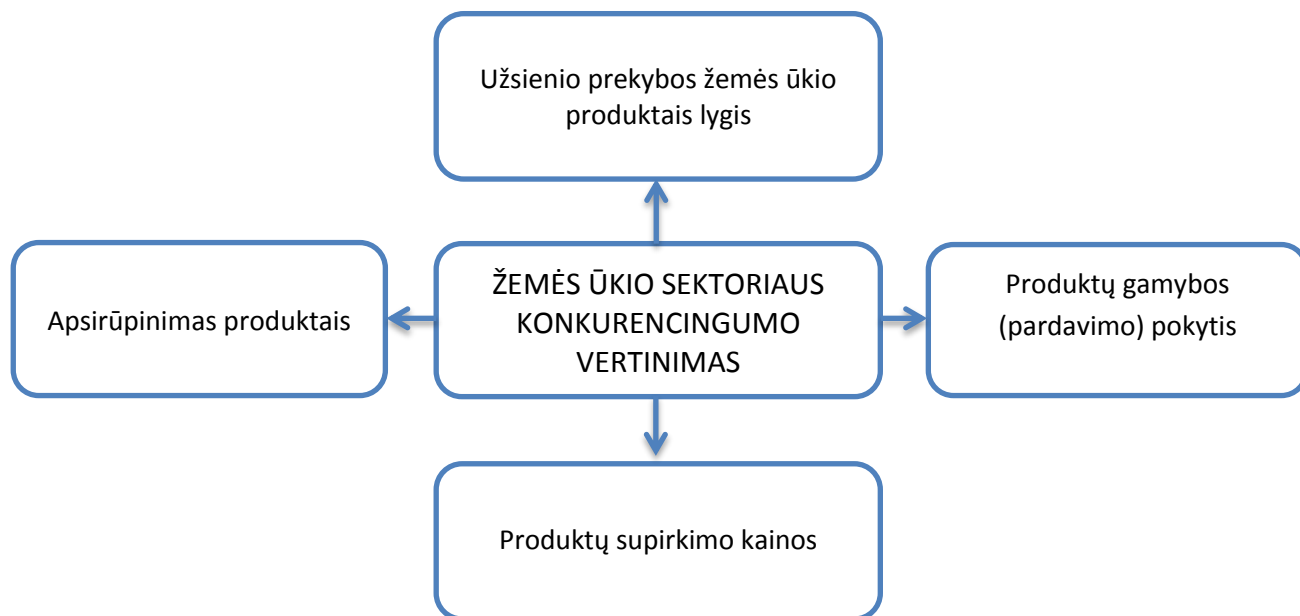 Užsienio prekybos žemės ūkio
produktais lygis
Apsirūpinimas produktais
ŽEMĖS ŪKIO SEKTORIAUS
KONKURENCINGUMO
VERTINIMAS
Produktų gamybos
(pardavimo) pokytis
Produktų supirkimo kainos